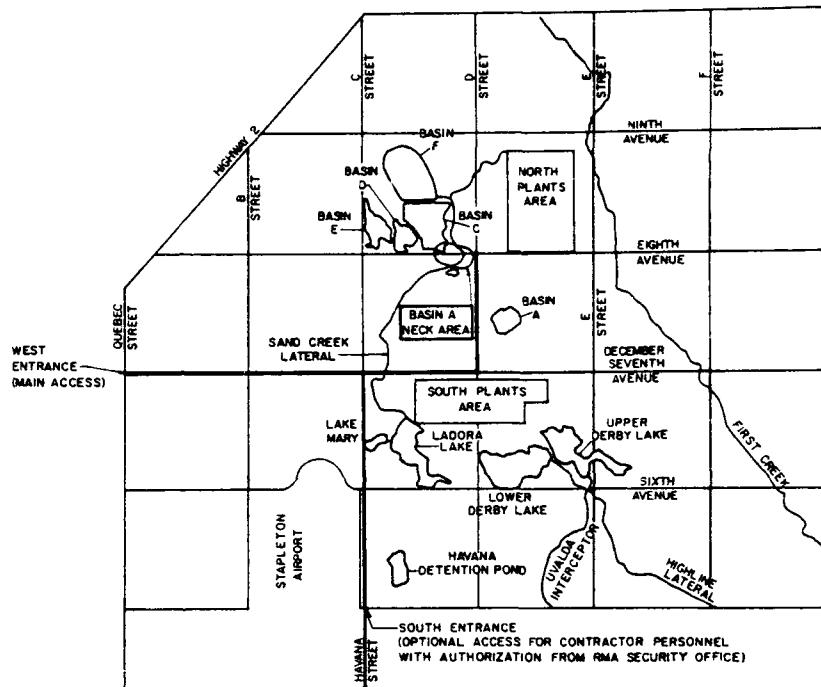 C
STREET
D
STREET
E
STREET
F
STREET
HIGHWAY 2
NINTH
AVENUE
B
STREET
BASIN
F
BASIN
D
BASIN
E
BASIN
C
NORTH
PLANTS
AREA
EIGHTH
AVENUE
QUEBEC
STREET
BASIN A
NECK AREA
BASIN
A
E
STREET
SAND CREEK
LATERAL
WEST
ENTRANCE
(MAIN ACCESS)
DECEMBER
SEVENTH
AVENUE
SOUTH PLANTS
AREA
LAKE
MARY
LADORA
LAKE
UPPER
DERBY LAKE
FIRST CREEK
LOWER
DERBY LAKE
SIXTH
AVENUE
STAPLETON
AIRPORT
HAVANA
DETENTION POND
UVALDA
INTERCEPTOR
HIGHLINE
LATERAL
HAVANA
STREET
SOUTH ENTRANCE
(OPTIONAL ACCESS FOR CONTRACTOR PERSONNEL
WITH AUTHORIZATION FROM RMA SECURITY OFFICE)